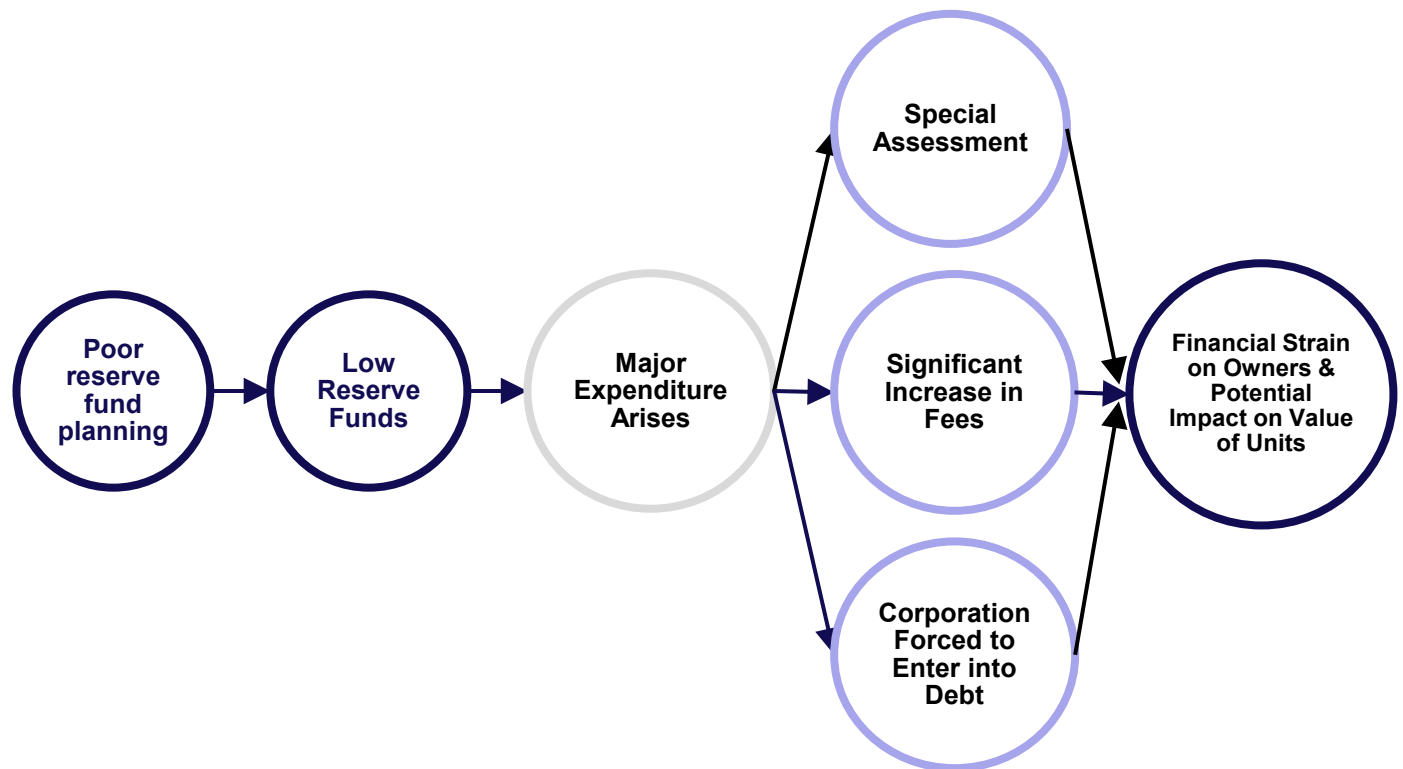 Poor
reserve
fund
planning
Low
Reserve
Funds
Major
Expenditure
Arises
Special
Assessment
Significant
Increase in
Fees
Corporation
Forced to
Enter into
Debt
Financial Strain
on Owners &
Potential
Impact on Value
of Units